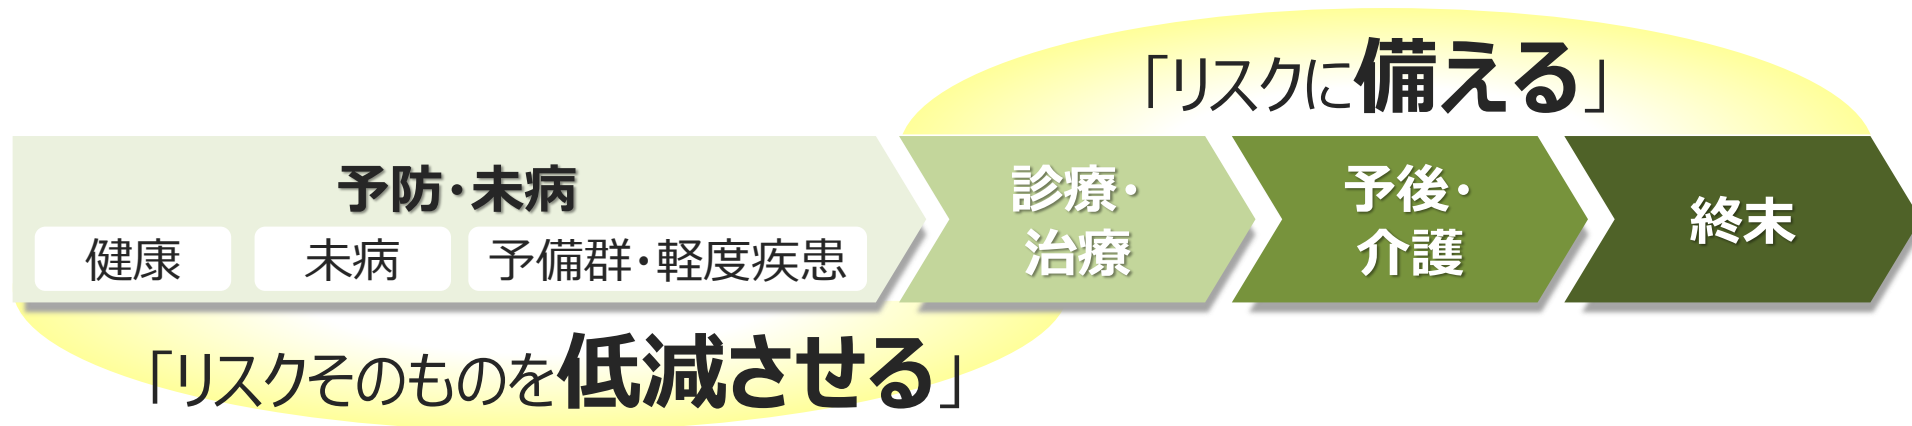 「リスクに備える」
予防・未病
健康
未病
予備群・軽度疾患
診療・
治療
予後・
介護
終末
「リスクそのものを低減させる」